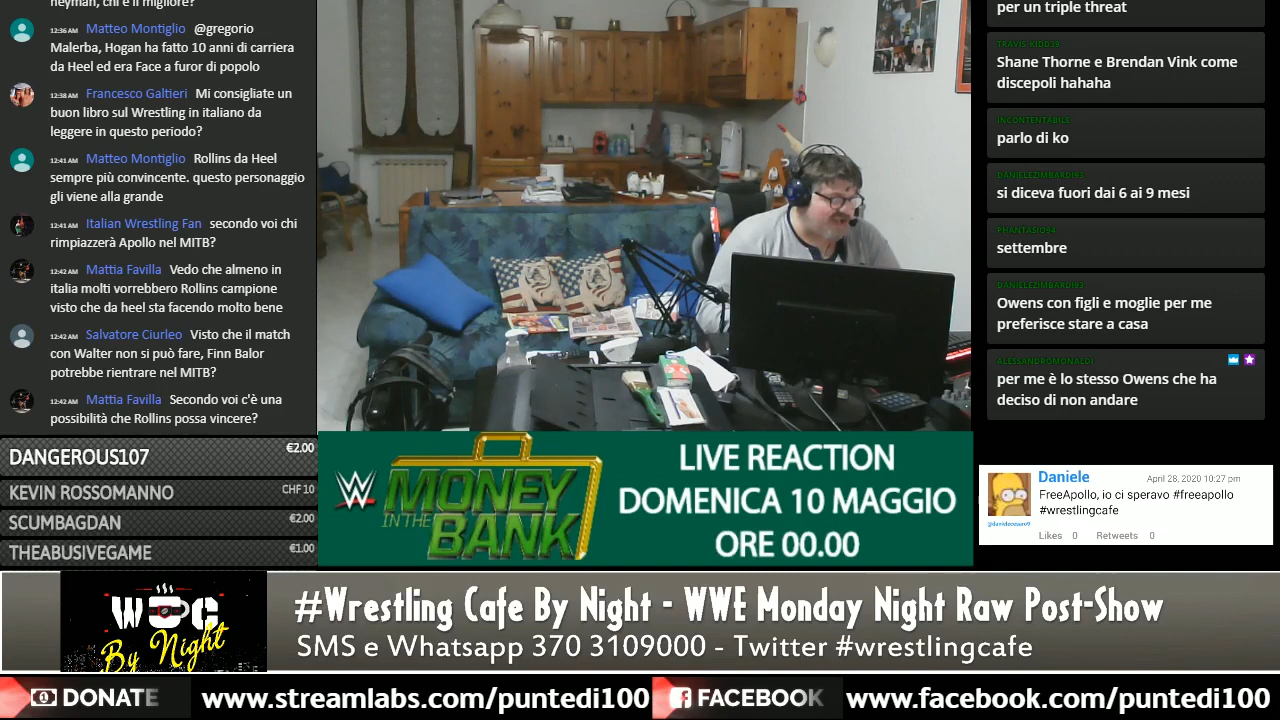 neyman, chi è il migliore?
12:36 AM Matteo Montiglio @gregorio
Malerba, Hogan ha fatto 10 anni di carriera
da Heel ed era Face a furor di popolo
12:38 AM Francesco Galtieri Mi consigliate un
buon libro sul Wrestling in italiano da
leggere in questo periodo?
12:41 AM Matteo Montiglio Rollins da Heel
sempre più convincente. questo personaggio
gli viene alla grande
12:41 AM Italian Wrestling Fan secondo voi chi
rimpiazzerà Apollo nel MITB?
12:42 AM Mattia Favilla Vedo che almeno in
italia molti vorrebbero Rollins campione
visto che da heel sta facendo molto bene
12:42 AM Salvatore Ciurleo Visto che il match
con Walter non si può fare, Finn Balor
potrebbe rientrare nel MITB?
12:42 AM Mattia Favilla Secondo voi c'è una
possibilità che Rollins possa vincere?
DANGEROUS107 €2.00
KEVIN ROSSOMANNO CHF 10
SCUMBAGDAN €2.00
THEABUSIVEGAME €1.00
per un triple threat
TRAVIS_KIDD39
Shane Thorne e Brendan Vink come
discepoli hahaha
INCONTENTABILE
parlo di ko
DANIELEZIMBARDI93
si diceva fuori dai 6 ai 9 mesi
PHANTASIO94
settembre
DANIELEZIMBARDI93
Owens con figli e moglie per me
preferisce stare a casa
ALESSANDROMONALDI
per me è lo stesso Owens che ha
deciso di non andare
W
MONEY
IN THE
BANK
LIVE REACTION
DOMENICA 10 MAGGIO
ORE 00.00
Daniele April 28, 2020 10:27 pm
FreeApollo, io ci speravo #freeapollo
#wrestlingcafe
Likes 0 Retweets 0
W C
By Night
#Wrestling Cafe By Night - WWE Monday Night Raw Post-Show
SMS e Whatsapp 370 3109000 - Twitter #wrestlingcafe
DONATE www.streamlabs.com/puntedi100 FACEBOOK www.facebook.com/puntedi100